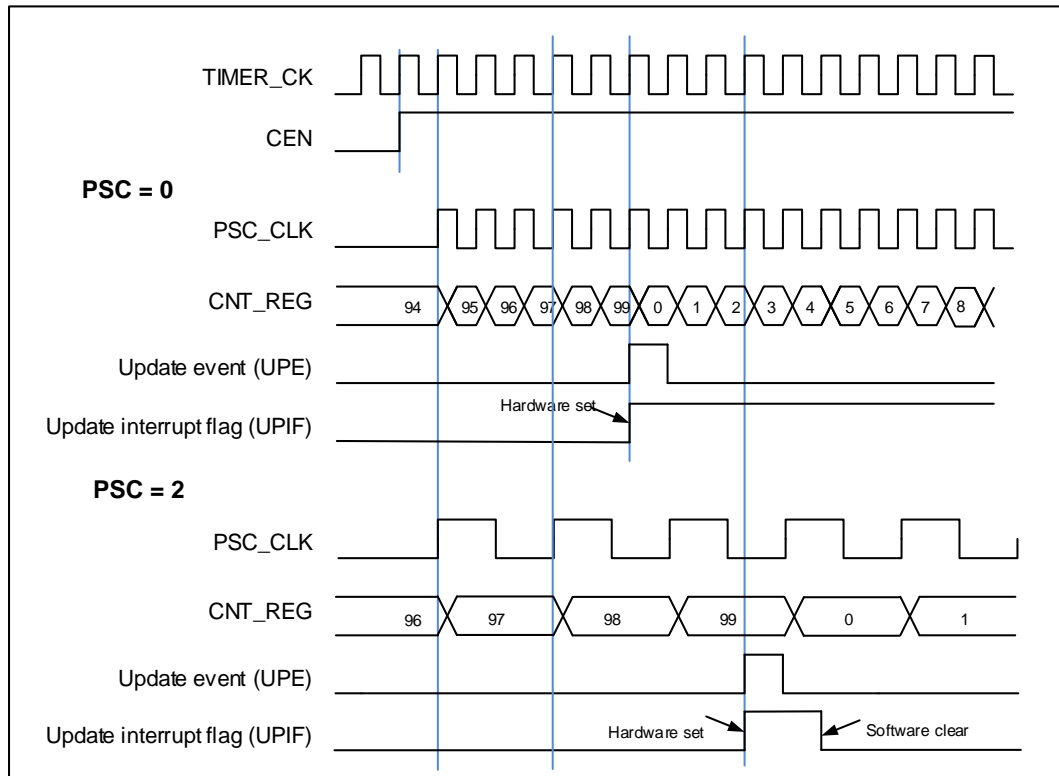 TIMER_CK
CEN
PSC = 0
PSC_CLK
CNT_REG 94 95 96 97 98 99 0 1 2 3 4 5 6 7 8
Update event (UPE)
Hardware set
Update interrupt flag (UPIF)
PSC = 2
PSC_CLK
CNT_REG 96 97 98 99 0 1
Update event (UPE)
Update interrupt flag (UPIF) Hardware set Software clear